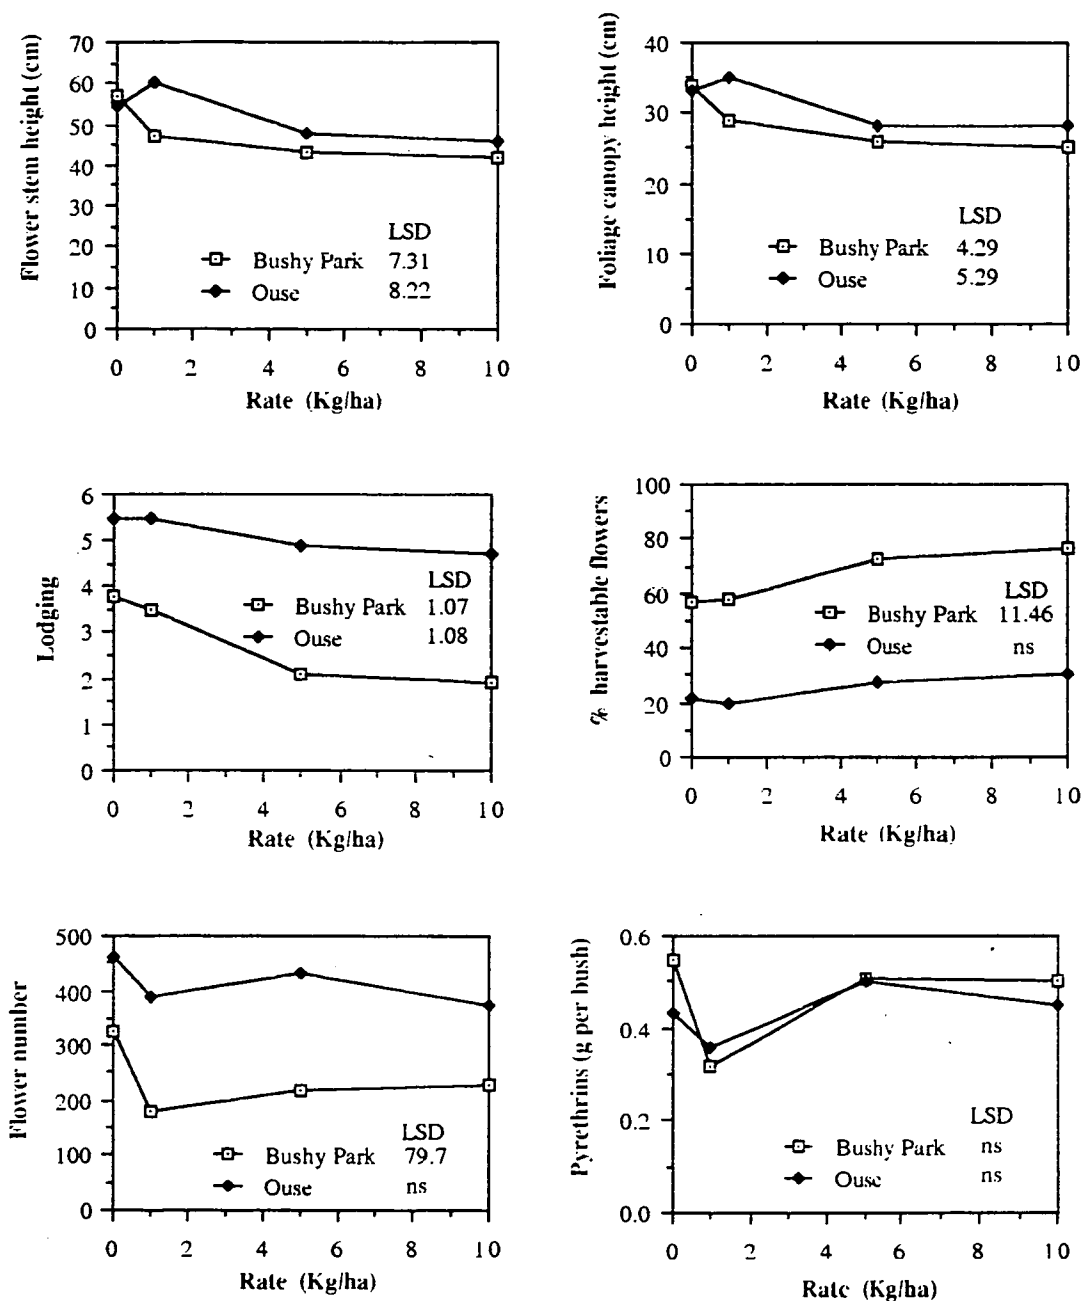 Flower stem height (cm)
70
60
50
40
30
20
10
0
LSD
Bushy Park 7.31
Ouse 8.22
0 2 4 6 8 10
Rate (Kg/ha)
Foliage canopy height (cm)
40
30
20
10
0
LSD
Bushy Park 4.29
Ouse 5.29
0 2 4 6 8 10
Rate (Kg/ha)
Lodging
6
5
4
3
2
1
0
LSD
Bushy Park 1.07
Ouse 1.08
0 2 4 6 8 10
Rate (Kg/ha)
% harvestable flowers
100
80
60
40
20
0
LSD
Bushy Park 11.46
Ouse ns
0 2 4 6 8 10
Rate (Kg/ha)
Flower number
500
400
300
200
100
0
LSD
Bushy Park 79.7
Ouse ns
0 2 4 6 8 10
Rate (Kg/ha)
Pyrethrins (g per bush)
0.6
0.4
0.2
0.0
LSD
Bushy Park ns
Ouse ns
0 2 4 6 8 10
Rate (Kg/ha)